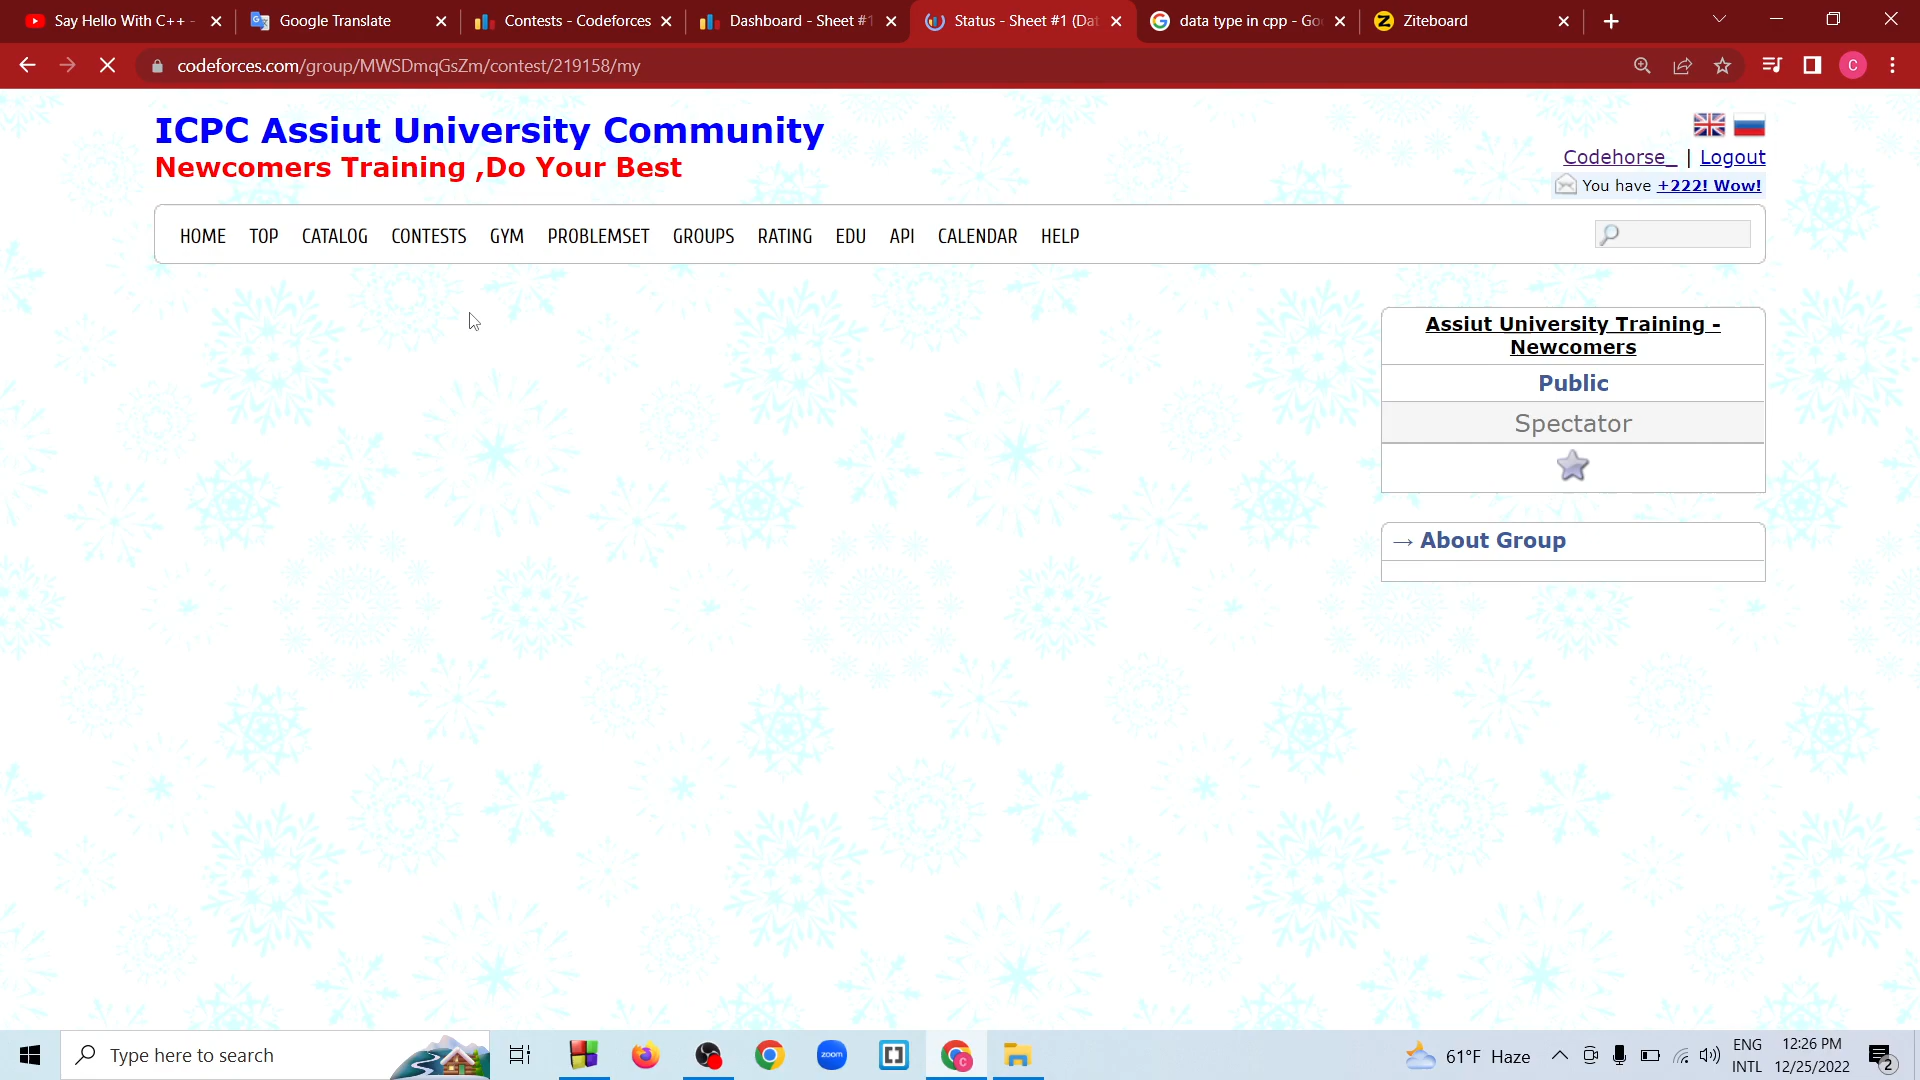 Say Hello With C++ -
Google Translate
Contests - Codeforces
Dashboard - Sheet #1
Status - Sheet #1 (Dat
data type in cpp - Go
Ziteboard
codeforces.com/group/MWSDmqGsZm/contest/219158/my
C
ICPC Assiut University Community
Newcomers Training ,Do Your Best
Codehorse_ | Logout
You have +222! Wow!
HOME TOP CATALOG CONTESTS GYM PROBLEMSET GROUPS RATING EDU API CALENDAR HELP
Assiut University Training -
Newcomers
Public
Spectator
→ About Group
Type here to search
zoom
C
61°F Haze
ENG
INTL
12:26 PM
12/25/2022
2